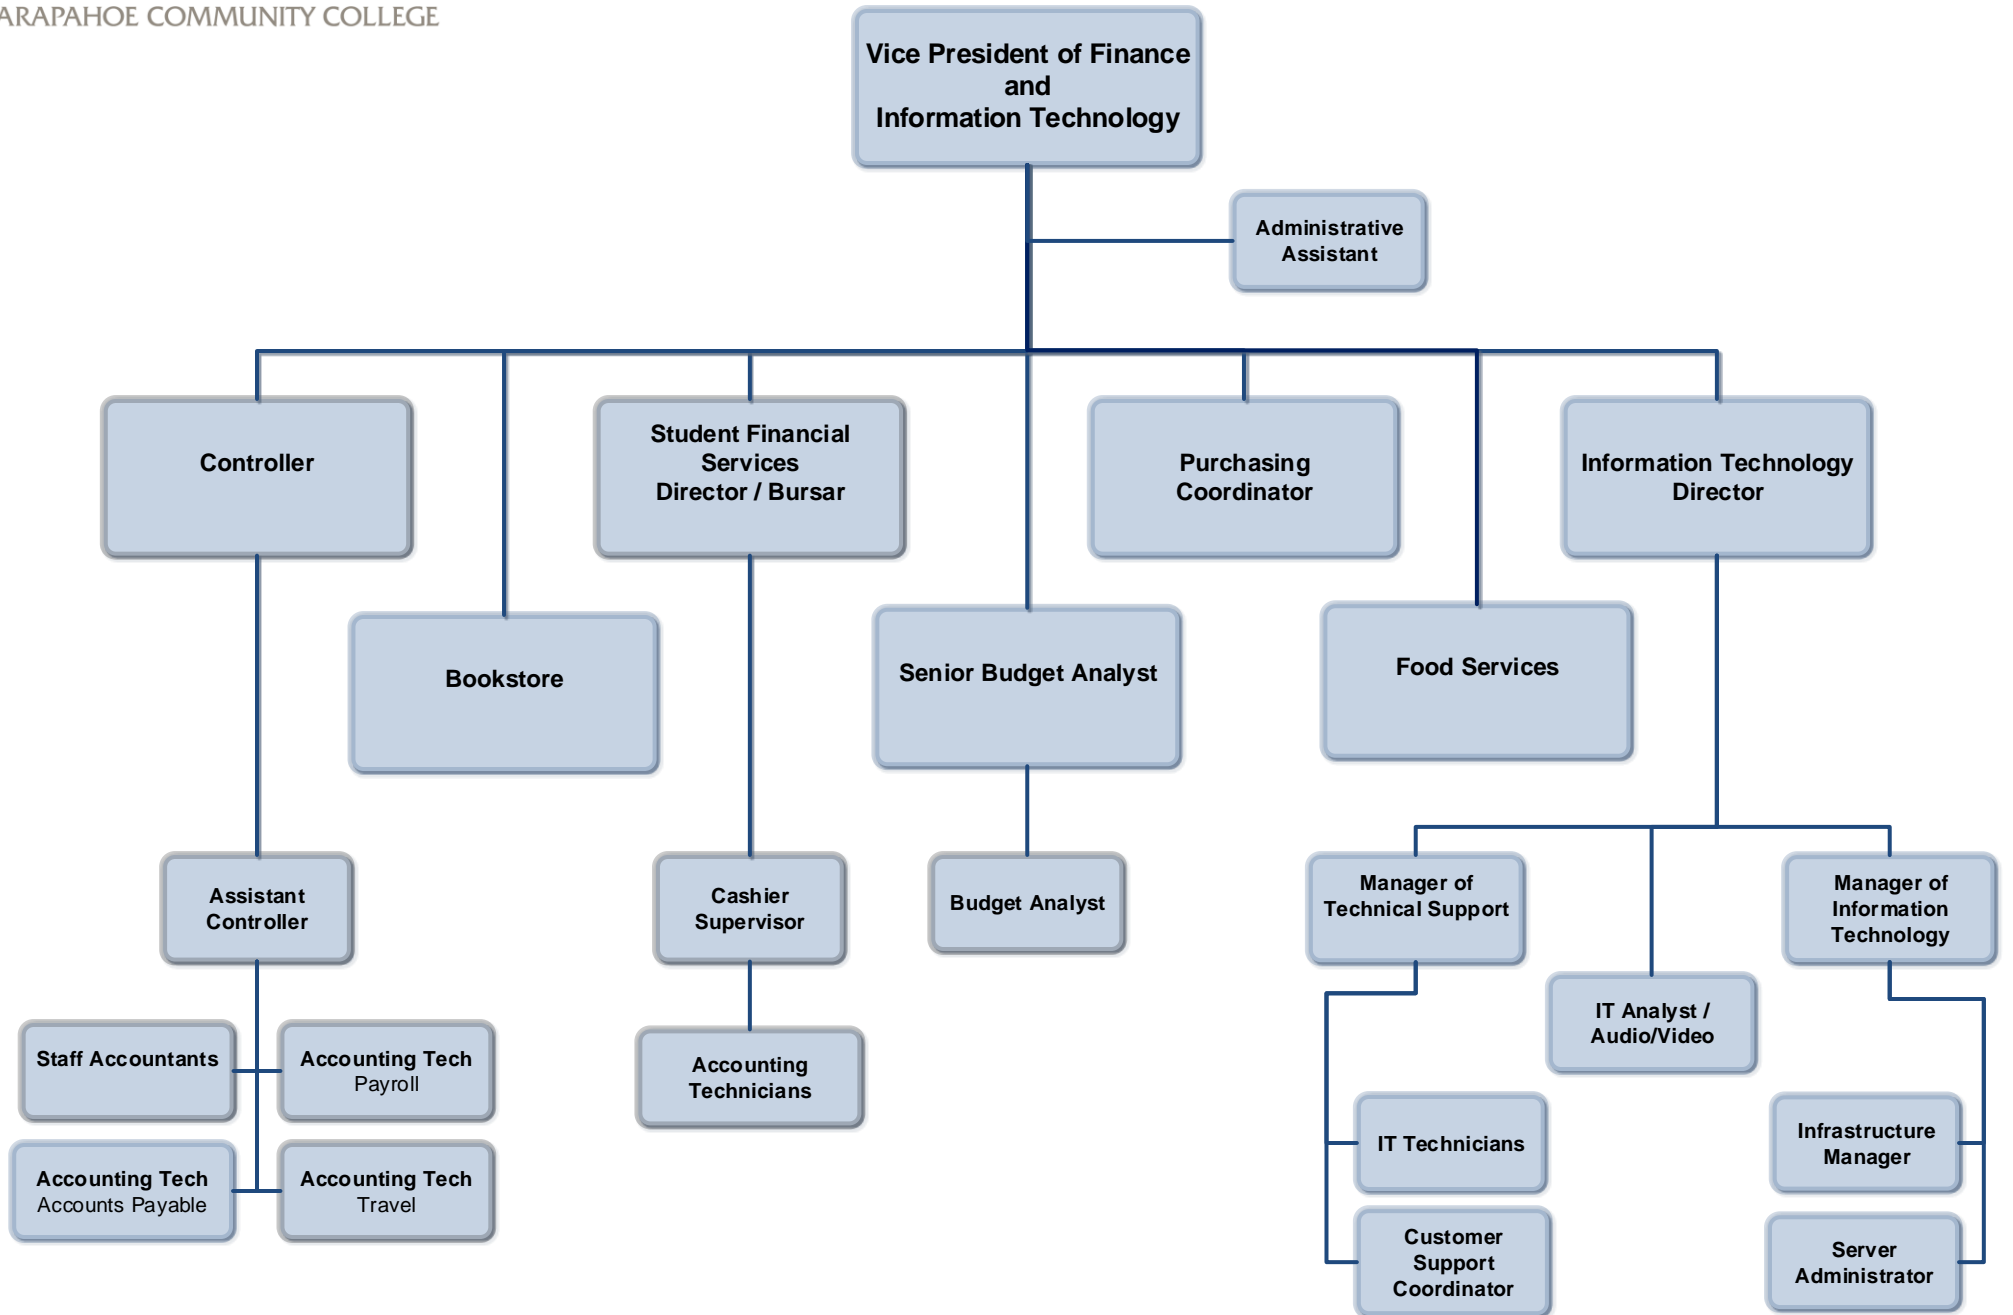 ARAPAHOE COMMUNITY COLLEGE
Vice President of Finance
and
Information Technology
Administrative
Assistant
Controller
Student Financial
Services
Director / Bursar
Purchasing
Coordinator
Information Technology
Director
Bookstore
Senior Budget Analyst
Food Services
Assistant
Controller
Cashier
Supervisor
Budget Analyst
Manager of
Technical Support
Manager of
Information
Technology
IT Analyst /
Audio/Video
Staff Accountants
Accounting Tech
Payroll
Accounting
Technicians
Accounting Tech
Accounts Payable
Accounting Tech
Travel
IT Technicians
Infrastructure
Manager
Customer
Support
Coordinator
Server
Administrator